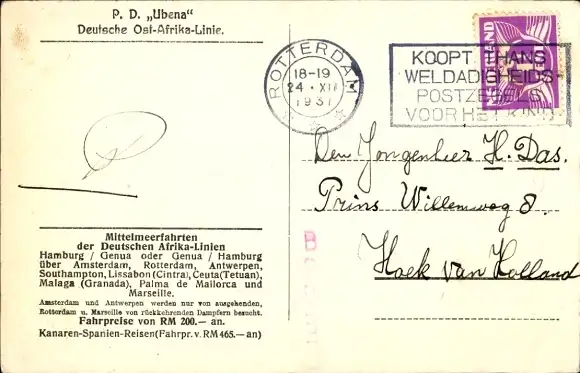 P. D. „Ubena"
Deutsche Ost-Afrika-Linie.
ROTTERDAM
18-19
24 · XII
1931
KOOPT THANS
WELDADIGHEIDS-
POSTZEGELS
VOOR HET KIND
NEDERLAND
Den Jongenheer H. Das.
Prins Willemweg 8.
Hoek van Holland
Mittelmeerfahrten
der Deutschen Afrika-Linien
Hamburg / Genua oder Genua / Hamburg
über Amsterdam, Rotterdam, Antwerpen,
Southampton, Lissabon (Cintra), Ceuta (Tetuan),
Malaga (Granada), Palma de Mallorca und
Marseille.
Amsterdam und Antwerpen werden nur von ausgehenden,
Rotterdam u. Marseille von rückkehrenden Dampfern besucht.
Fahrpreise von RM 200.— an.
Kanaren-Spanien-Reisen (Fahrpr. v. RM 465.— an)